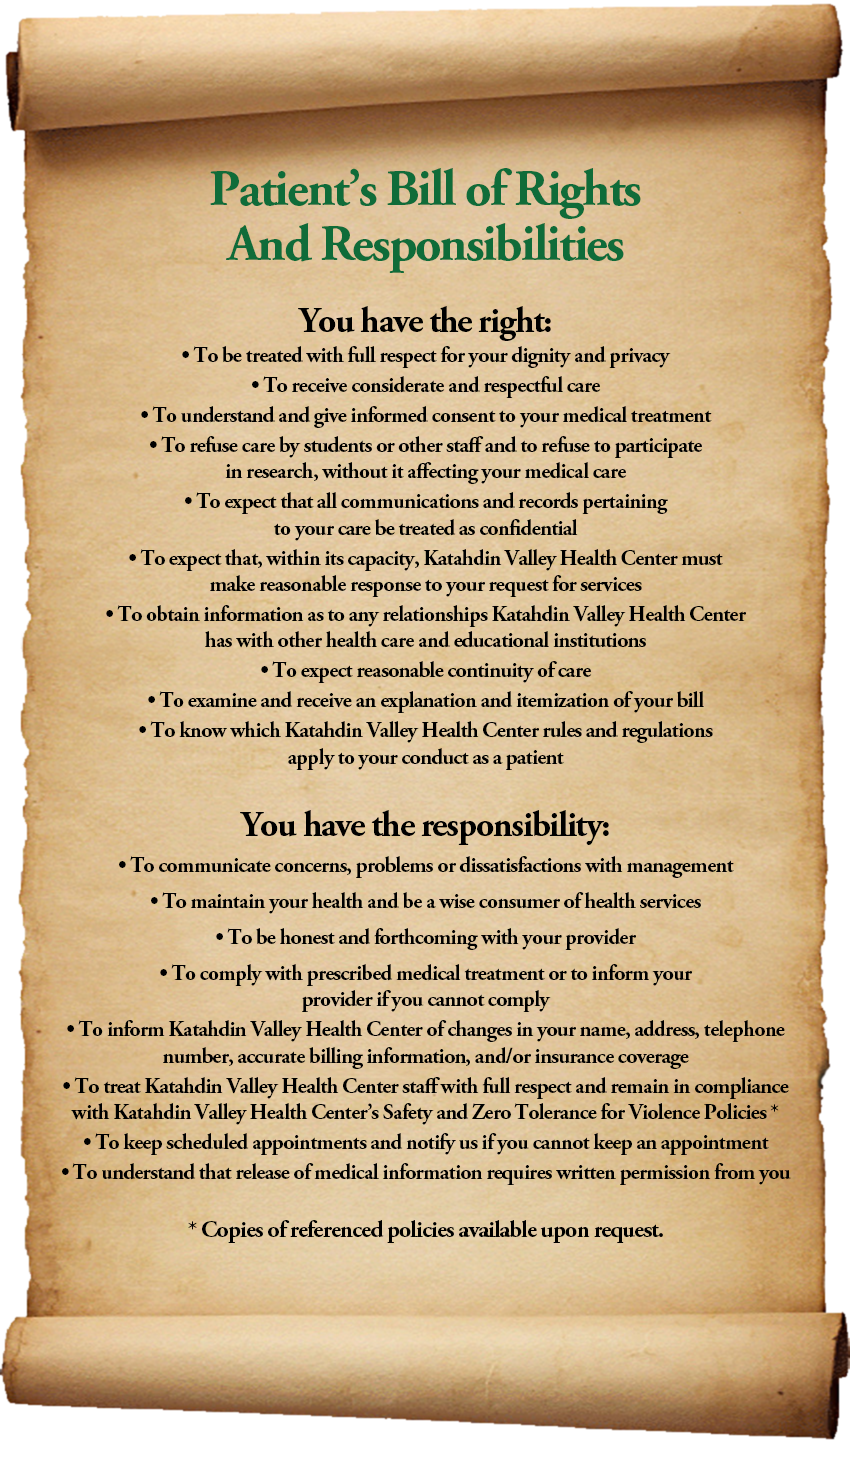 Patient’s Bill of Rights
And Responsibilities
You have the right:
• To be treated with full respect for your dignity and privacy
• To receive considerate and respectful care
• To understand and give informed consent to your medical treatment
• To refuse care by students or other staff and to refuse to participate
in research, without it affecting your medical care
• To expect that all communications and records pertaining
to your care be treated as confidential
• To expect that, within its capacity, Katahdin Valley Health Center must
make reasonable response to your request for services
• To obtain information as to any relationships Katahdin Valley Health Center
has with other health care and educational institutions
• To expect reasonable continuity of care
• To examine and receive an explanation and itemization of your bill
• To know which Katahdin Valley Health Center rules and regulations
apply to your conduct as a patient
You have the responsibility:
• To communicate concerns, problems or dissatisfactions with management
• To maintain your health and be a wise consumer of health services
• To be honest and forthcoming with your provider
• To comply with prescribed medical treatment or to inform your
provider if you cannot comply
• To inform Katahdin Valley Health Center of changes in your name, address, telephone
number, accurate billing information, and/or insurance coverage
• To treat Katahdin Valley Health Center staff with full respect and remain in compliance
with Katahdin Valley Health Center’s Safety and Zero Tolerance for Violence Policies *
• To keep scheduled appointments and notify us if you cannot keep an appointment
• To understand that release of medical information requires written permission from you
* Copies of referenced policies available upon request.